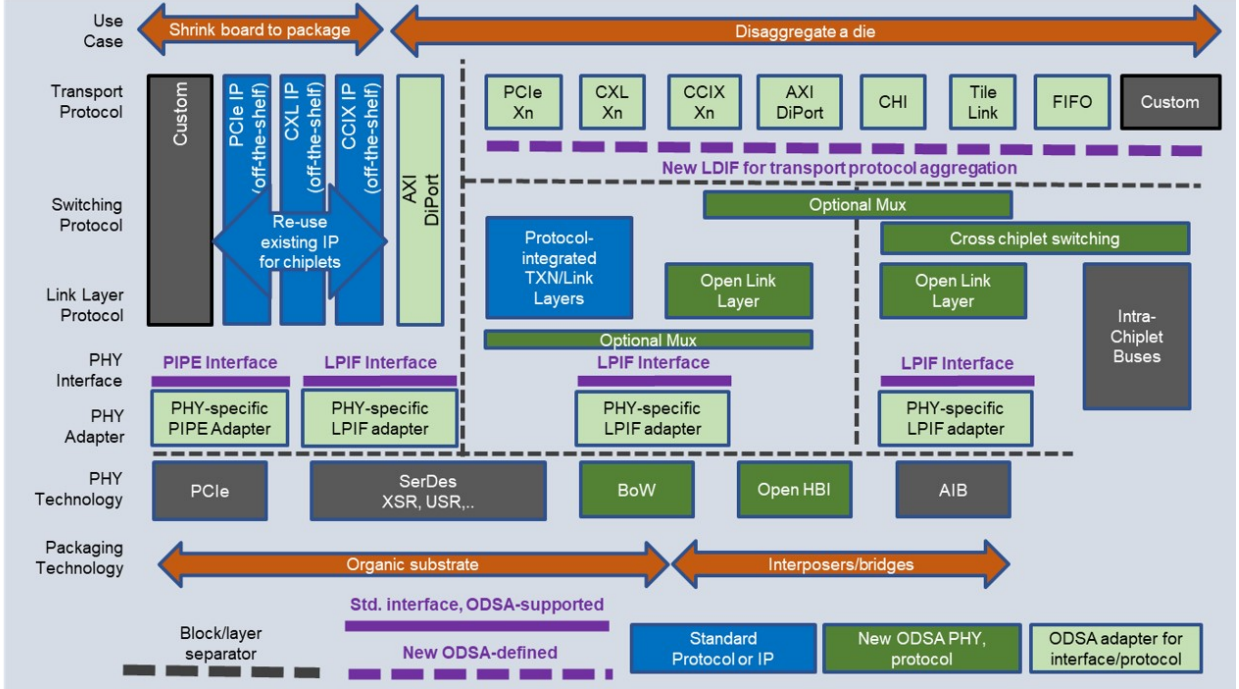 Use
Case
Shrink board to package
Disaggregate a die
Transport
Protocol
Custom
PCIe IP
(off-the-shelf)
CXL IP
(off-the-shelf)
CCIX IP
(off-the-shelf)
AXI
DiPort
PCIe
Xn
CXL
Xn
CCIX
Xn
AXI
DiPort
CHI
Tile
Link
FIFO
Custom
New LDIF for transport protocol aggregation
Switching
Protocol
Re-use
existing IP
for chiplets
Optional Mux
Protocol-
integrated
TXN/Link
Layers
Cross chiplet switching
Link Layer
Protocol
Open Link
Layer
Open Link
Layer
Intra-
Chiplet
Buses
Optional Mux
PHY
Interface
PIPE Interface
LPIF Interface
LPIF Interface
LPIF Interface
PHY
Adapter
PHY-specific
PIPE Adapter
PHY-specific
LPIF adapter
PHY-specific
LPIF adapter
PHY-specific
LPIF adapter
PHY
Technology
PCIe
SerDes
XSR, USR,..
BoW
Open HBI
AIB
Packaging
Technology
Organic substrate
Interposers/bridges
Block/layer
separator
Std. interface, ODSA-supported
New ODSA-defined
Standard
Protocol or IP
New ODSA PHY,
protocol
ODSA adapter for
interface/protocol